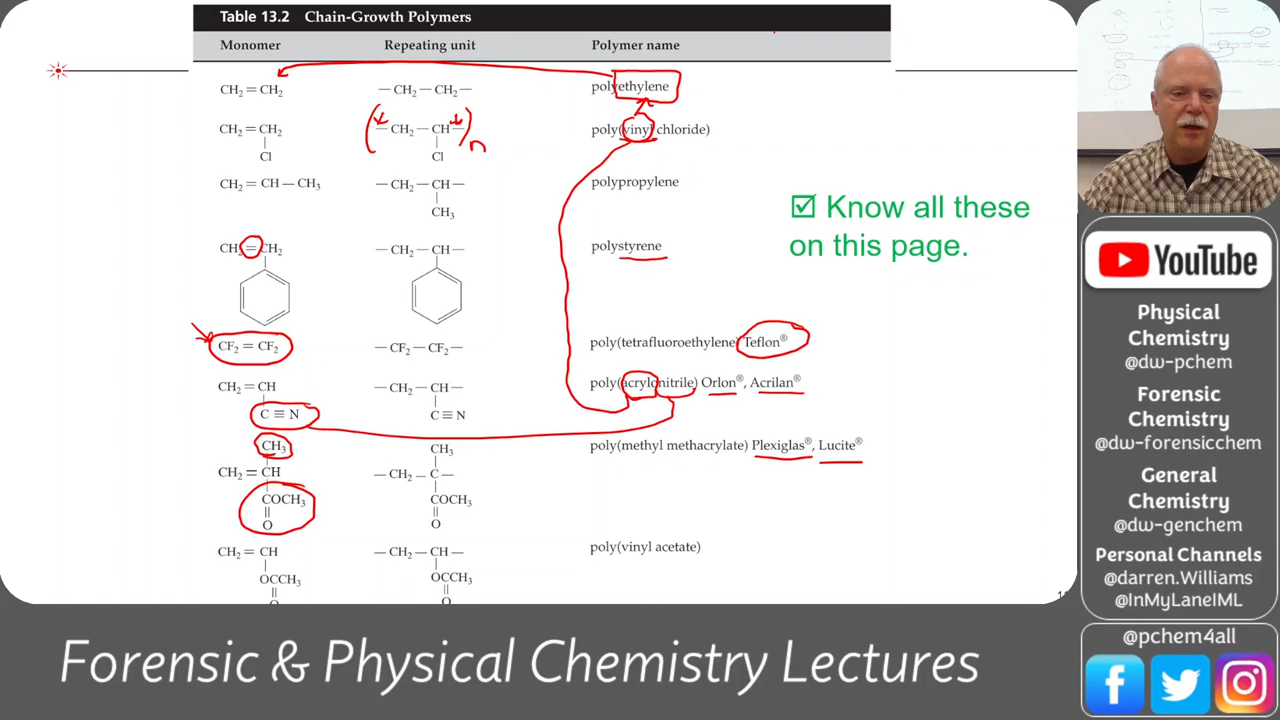 Table 13.2 Chain-Growth Polymers
Monomer Repeating unit Polymer name
CH₂=CH₂ —CH₂—CH₂— polyethylene
CH₂=CH₂ —CH₂—CH— poly(vinyl chloride)
Cl Cl
n
CH₂=CH—CH₃ —CH₂—CH— polypropylene
CH₃
CH₂=CH₂ —CH₂—CH— polystyrene
CF₂=CF₂ —CF₂—CF₂— poly(tetrafluoroethylene) Teflon®
CH₂=CH —CH₂—CH— poly(acrylonitrile) Orlon®, Acrilan®
C≡N C≡N
CH₃ CH₃ poly(methyl methacrylate) Plexiglas®, Lucite®
CH₂=CH —CH₂—C—
COCH₃ COCH₃
O O
CH₂=CH —CH₂—CH— poly(vinyl acetate)
OCCH₃ OCCH₃
O O
☑ Know all these
on this page.
YouTube
Physical
Chemistry
@dw-pchem
Forensic
Chemistry
@dw-forensicchem
General
Chemistry
@dw-genchem
Personal Channels
@darren.Williams
@InMyLaneIML
@pchem4all
Forensic & Physical Chemistry Lectures